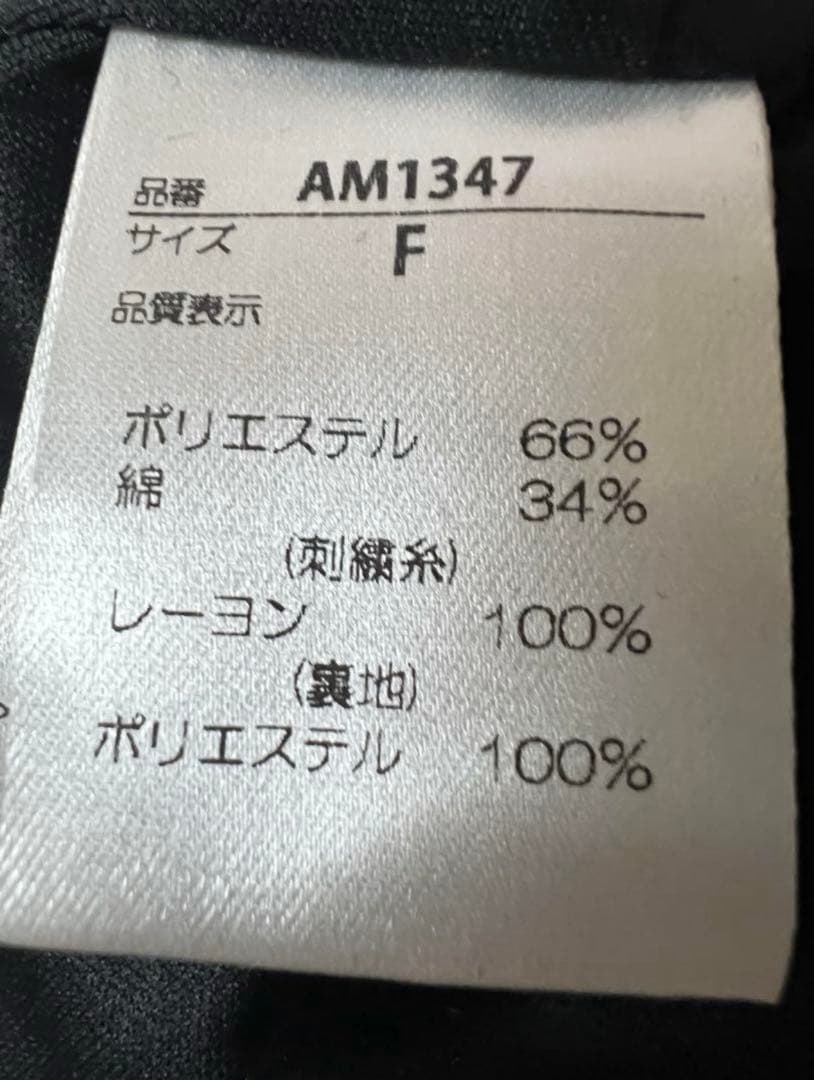 品番 AM1347
サイズ F
品質表示
ポリエステル 66%
綿 34%
(刺繍糸)
レーヨン 100%
(裏地)
ポリエステル 100%